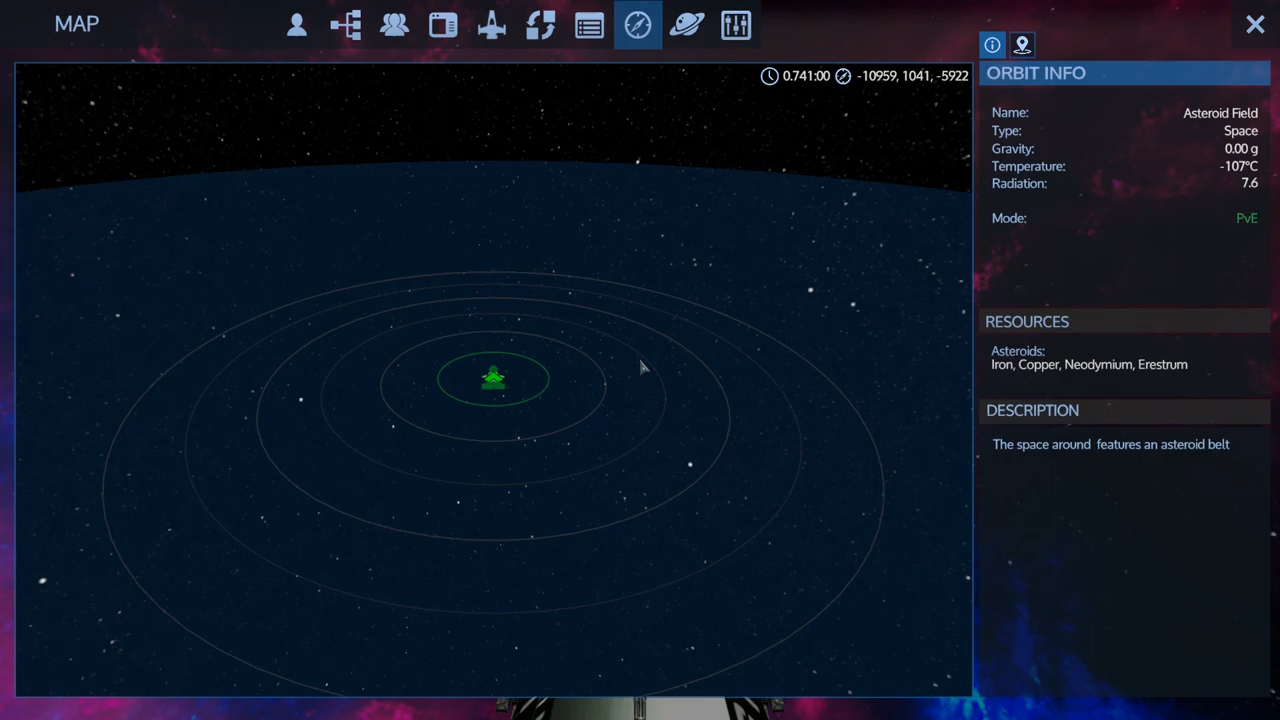 MAP
0.741:00 -10959, 1041, -5922
ORBIT INFO
Name: Asteroid Field
Type: Space
Gravity: 0.00 g
Temperature: -107°C
Radiation: 7.6
Mode: PvE
RESOURCES
Asteroids:
Iron, Copper, Neodymium, Erestrum
DESCRIPTION
The space around features an asteroid belt